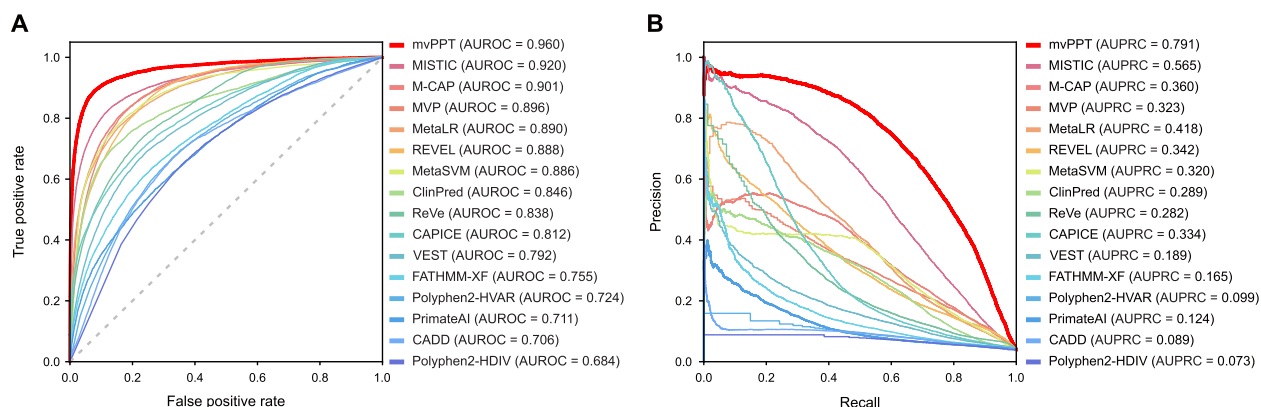 A
True positive rate
1.0
0.8
0.6
0.4
0.2
0.0
0.0
0.2
0.4
0.6
0.8
1.0
False positive rate
mvPPT (AUROC = 0.960)
MISTIC (AUROC = 0.920)
M-CAP (AUROC = 0.901)
MVP (AUROC = 0.896)
MetaLR (AUROC = 0.890)
REVEL (AUROC = 0.888)
MetaSVM (AUROC = 0.886)
ClinPred (AUROC = 0.846)
ReVe (AUROC = 0.838)
CAPICE (AUROC = 0.812)
VEST (AUROC = 0.792)
FATHMM-XF (AUROC = 0.755)
Polyphen2-HVAR (AUROC = 0.724)
PrimateAI (AUROC = 0.711)
CADD (AUROC = 0.706)
Polyphen2-HDIV (AUROC = 0.684)
B
Precision
1.0
0.8
0.6
0.4
0.2
0.0
0.0
0.2
0.4
0.6
0.8
1.0
Recall
mvPPT (AUPRC = 0.791)
MISTIC (AUPRC = 0.565)
M-CAP (AUPRC = 0.360)
MVP (AUPRC = 0.323)
MetaLR (AUPRC = 0.418)
REVEL (AUPRC = 0.342)
MetaSVM (AUPRC = 0.320)
ClinPred (AUPRC = 0.289)
ReVe (AUPRC = 0.282)
CAPICE (AUPRC = 0.334)
VEST (AUPRC = 0.189)
FATHMM-XF (AUPRC = 0.165)
Polyphen2-HVAR (AUPRC = 0.099)
PrimateAI (AUPRC = 0.124)
CADD (AUPRC = 0.089)
Polyphen2-HDIV (AUPRC = 0.073)